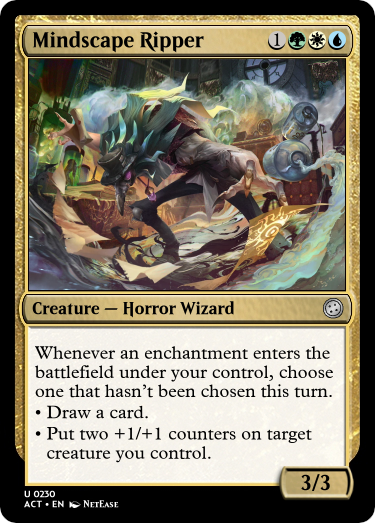 Mindscape Ripper 1
Creature — Horror Wizard
Whenever an enchantment enters the
battlefield under your control, choose
one that hasn't been chosen this turn.
• Draw a card.
• Put two +1/+1 counters on target
creature you control.
3/3
U 0230
ACT • EN NetEase